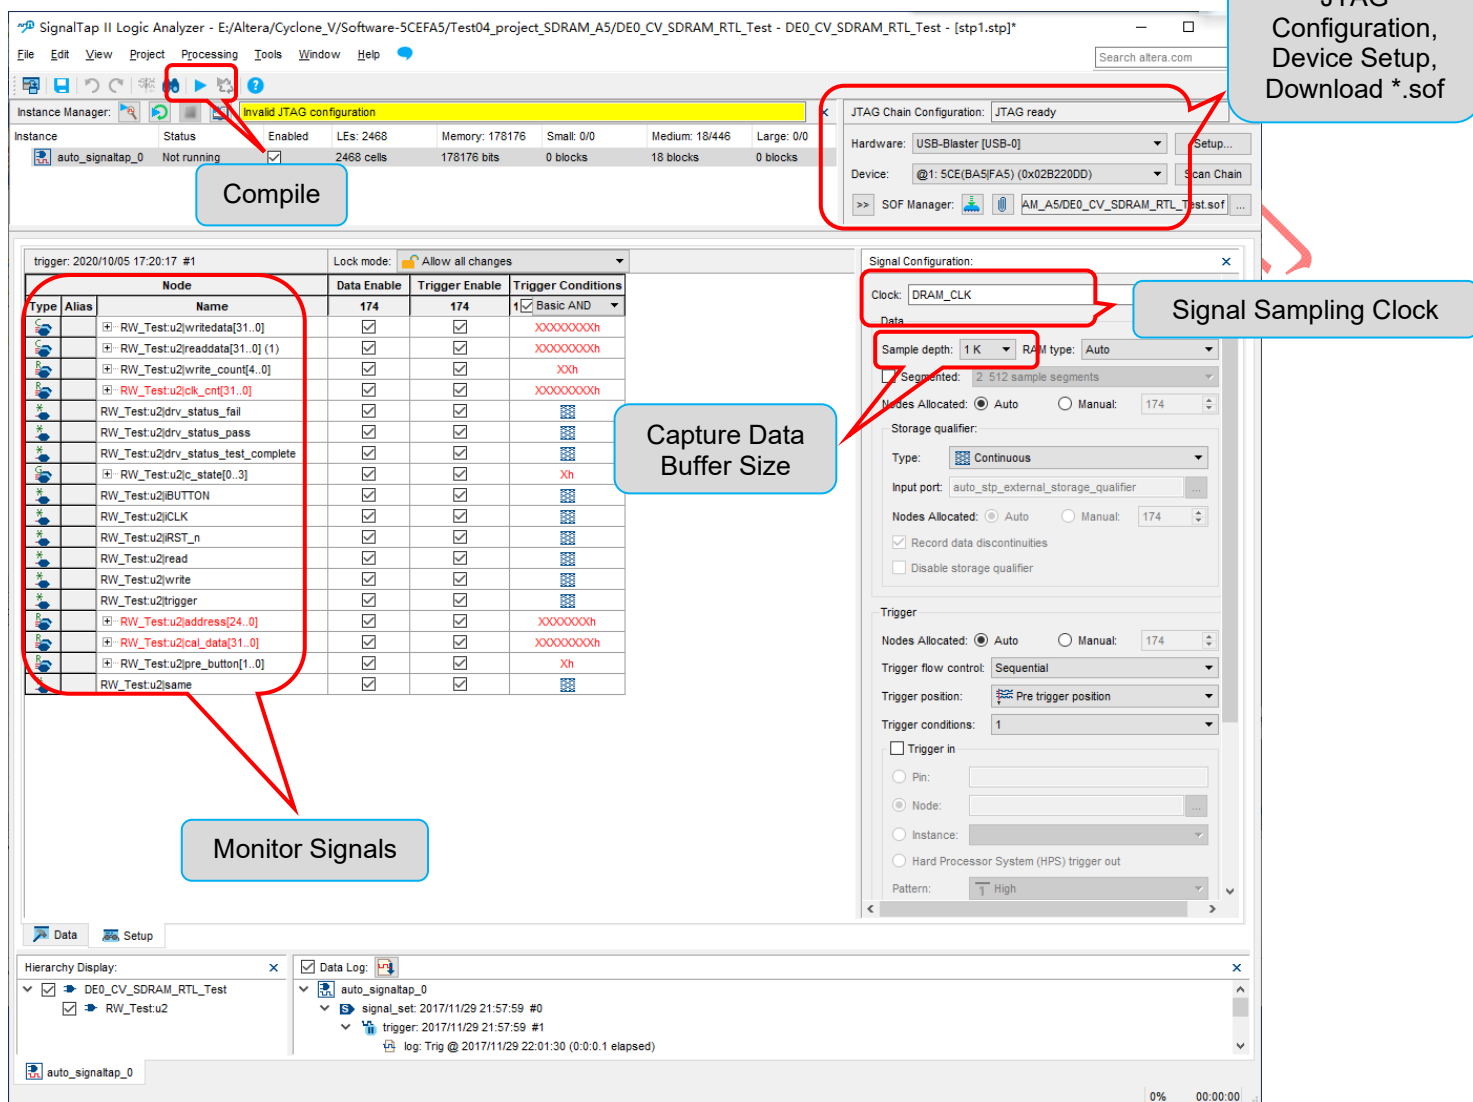 SignalTap II Logic Analyzer - E:/Altera/Cyclone_V/Software-5CEFA5/Test04_project_SDRAM_A5/DE0_CV_SDRAM_RTL_Test - DE0_CV_SDRAM_RTL_Test - [stp1.stp]*
JTAG
Configuration,
Device Setup,
Download *.sof
File Edit View Project Processing Tools Window Help
Search altera.com
Instance Manager: Invalid JTAG configuration
JTAG Chain Configuration: JTAG ready
Instance Status Enabled LEs: 2468 Memory: 178176 Small: 0/0 Medium: 18/446 Large: 0/0
auto_signaltap_0 Not running 2468 cells 178176 bits 0 blocks 18 blocks 0 blocks
Hardware: USB-Blaster [USB-0] Setup...
Device: @1: 5CE(BA5|FA5) (0x02B220DD) Scan Chain
>> SOF Manager: AM_A5/DE0_CV_SDRAM_RTL_Test.sof ...
Compile
trigger: 2020/10/05 17:20:17 #1 Lock mode: Allow all changes
Node Data Enable Trigger Enable Trigger Conditions
Type Alias Name 174 174 1 Basic AND
RW_Test:u2|writedata[31..0] XXXXXXXXh
RW_Test:u2|readdata[31..0] (1) XXXXXXXXh
RW_Test:u2|write_count[4..0] XXh
RW_Test:u2|clk_cnt[31..0] XXXXXXXXh
RW_Test:u2|drv_status_fail
RW_Test:u2|drv_status_pass
RW_Test:u2|drv_status_test_complete
RW_Test:u2|c_state[0..3] Xh
RW_Test:u2|iBUTTON
RW_Test:u2|iCLK
RW_Test:u2|iRST_n
RW_Test:u2|read
RW_Test:u2|write
RW_Test:u2|trigger
RW_Test:u2|address[24..0] XXXXXXXh
RW_Test:u2|cal_data[31..0] XXXXXXXXh
RW_Test:u2|pre_button[1..0] Xh
RW_Test:u2|same
Monitor Signals
Capture Data
Buffer Size
Signal Sampling Clock
Signal Configuration:
Clock: DRAM_CLK
Data
Sample depth: 1 K RAM type: Auto
Segmented: 2 512 sample segments
Nodes Allocated: Auto Manual: 174
Storage qualifier:
Type: Continuous
Input port: auto_stp_external_storage_qualifier ...
Nodes Allocated: Auto Manual: 174
Record data discontinuities
Disable storage qualifier
Trigger
Nodes Allocated: Auto Manual: 174
Trigger flow control: Sequential
Trigger position: Pre trigger position
Trigger conditions: 1
Trigger in
Pin:
Node: ...
Instance:
Hard Processor System (HPS) trigger out
Pattern: High
Data Setup
Hierarchy Display:
DE0_CV_SDRAM_RTL_Test
RW_Test:u2
Data Log:
auto_signaltap_0
signal_set: 2017/11/29 21:57:59 #0
trigger: 2017/11/29 21:57:59 #1
log: Trig @ 2017/11/29 22:01:30 (0:0:0.1 elapsed)
auto_signaltap_0
0% 00:00:00